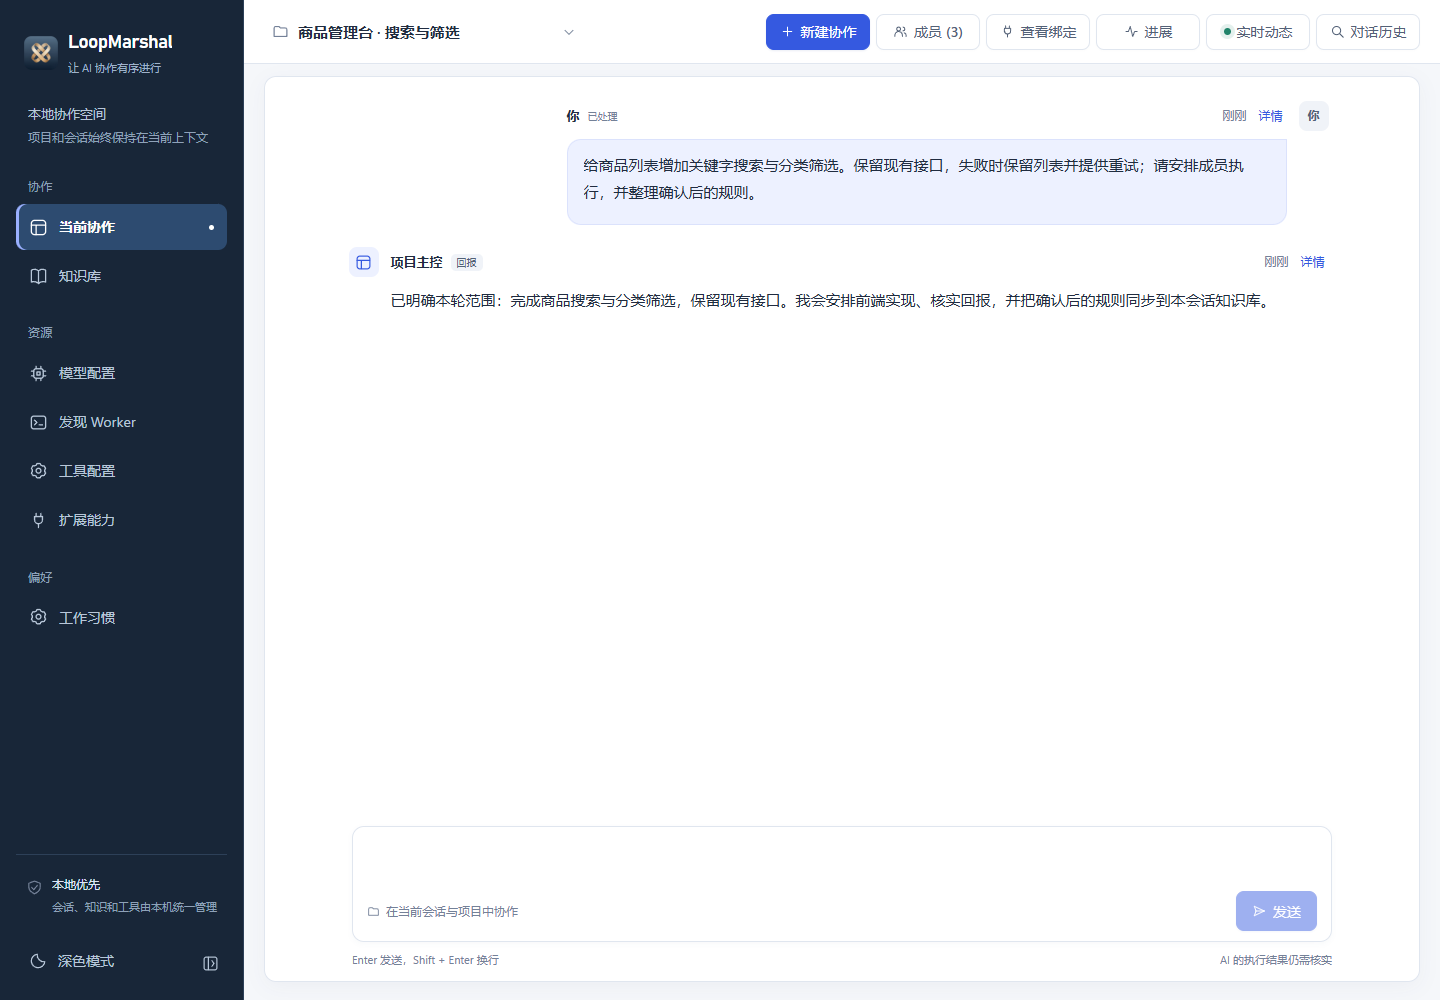 LoopMarshal
让 AI 协作有序进行
本地协作空间
项目和会话始终保持在当前上下文
协作
当前协作
知识库
资源
模型配置
发现 Worker
工具配置
扩展能力
偏好
工作习惯
本地优先
会话、知识和工具由本机统一管理
深色模式
商品管理台 · 搜索与筛选
新建协作
成员 (3)
查看绑定
进展
实时动态
对话历史
你 已处理
刚刚 详情 你
给商品列表增加关键字搜索与分类筛选。保留现有接口，失败时保留列表并提供重试；请安排成员执
行，并整理确认后的规则。
项目主控 回报
刚刚 详情
已明确本轮范围：完成商品搜索与分类筛选，保留现有接口。我会安排前端实现、核实回报，并把确认后的规则同步到本会话知识库。
在当前会话与项目中协作
发送
Enter 发送，Shift + Enter 换行
AI 的执行结果仍需核实